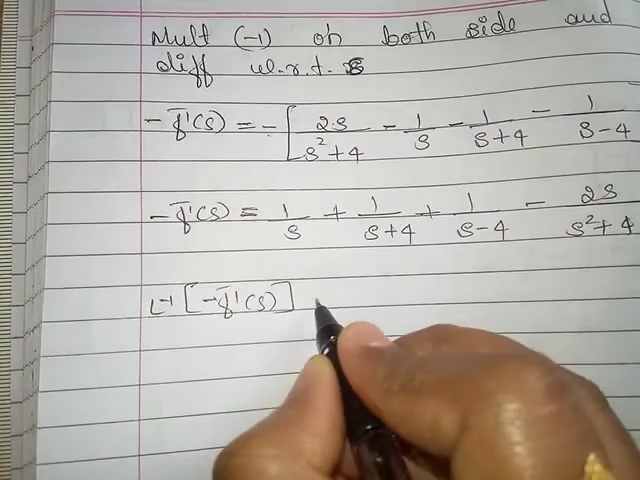 Mult (-1) on both side and
diff w.r.t. s
-f̄'(s) = -[2s/(s²+4) - 1/s - 1/(s+4) - 1/(s-4)
-f̄'(s) = 1/s + 1/(s+4) + 1/(s-4) - 2s/(s²+4)
L⁻¹[-f̄'(s)]